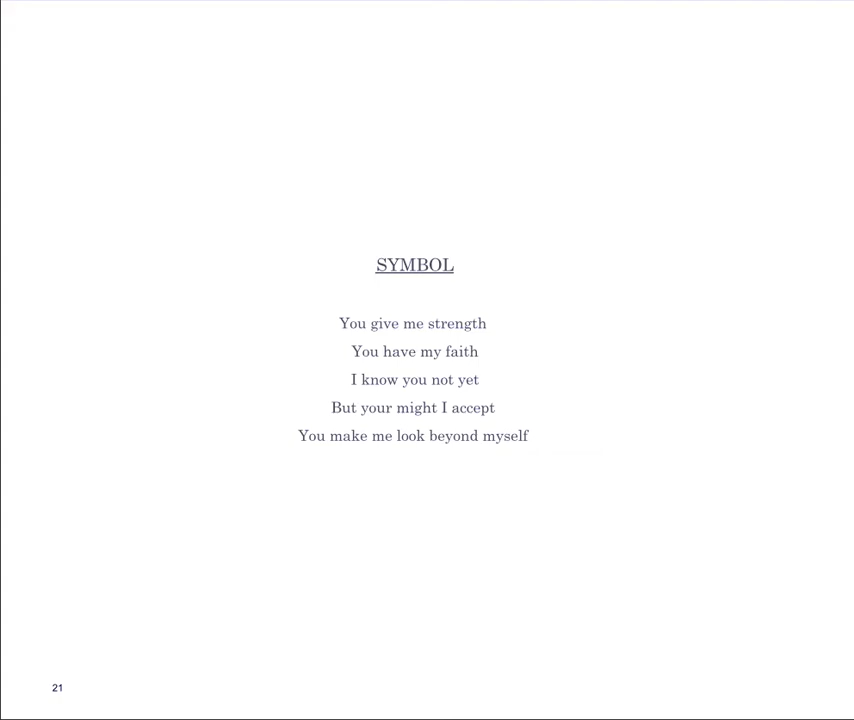 SYMBOL
You give me strength
You have my faith
I know you not yet
But your might I accept
You make me look beyond myself
21